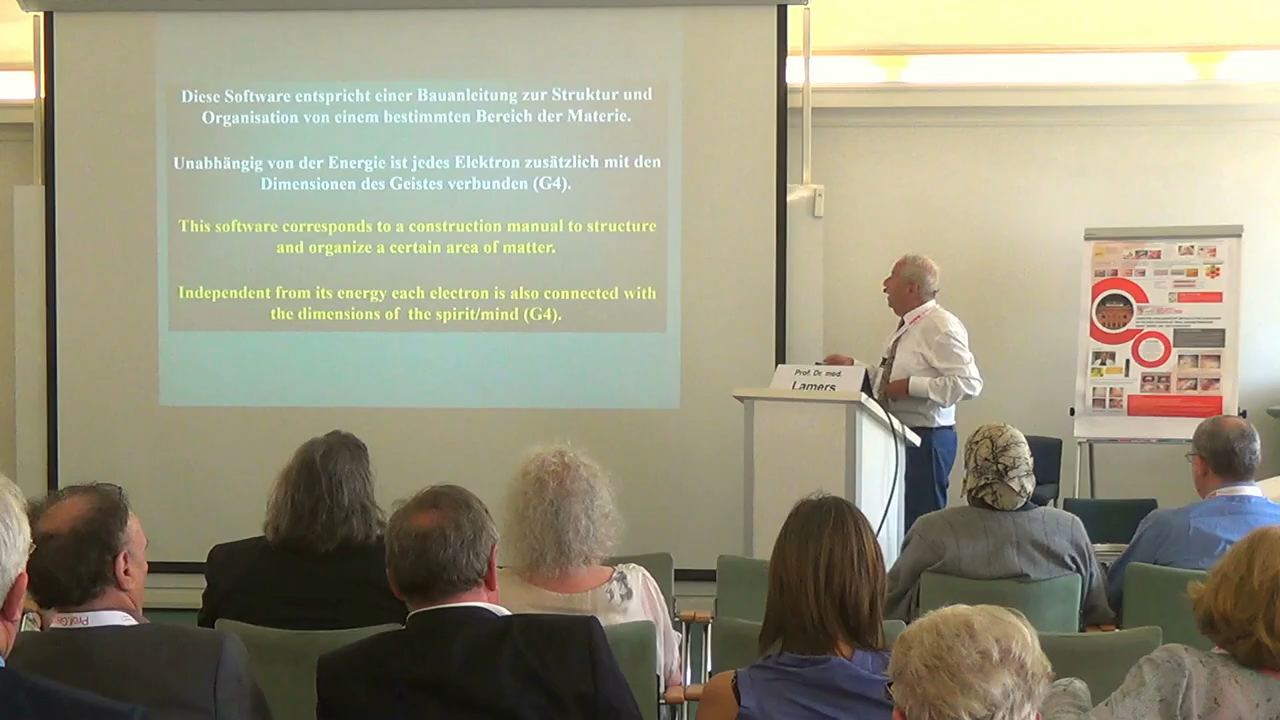 Diese Software entspricht einer Bauanleitung zur Struktur und
Organisation von einem bestimmten Bereich der Materie.
Unabhängig von der Energie ist jedes Elektron zusätzlich mit den
Dimensionen des Geistes verbunden (G4).
This software corresponds to a construction manual to structure
and organize a certain area of matter.
Independent from its energy each electron is also connected with
the dimensions of the spirit/mind (G4).
Prof. Dr. med.
Lamers